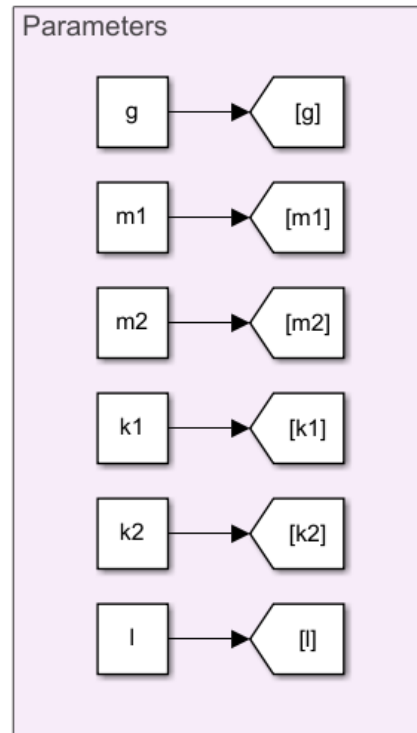 Parameters
g [g]
m1 [m1]
m2 [m2]
k1 [k1]
k2 [k2]
l [l]